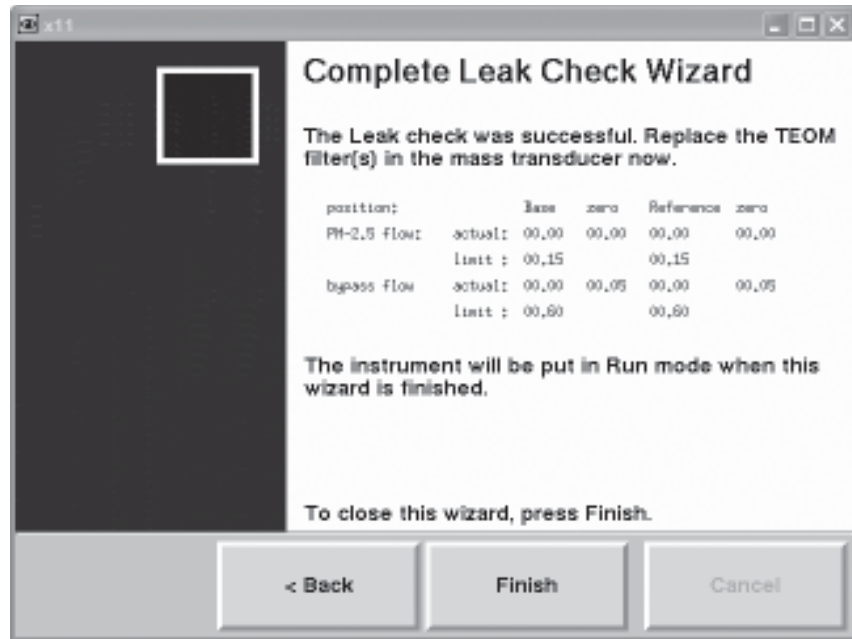 x11
Complete Leak Check Wizard
The Leak check was successful. Replace the TEOM
filter(s) in the mass transducer now.
position: Base zero Reference zero
PM-2.5 flow: actual: 00.00 00.00 00.00 00.00
limit : 00.15 00.15
bypass flow actual: 00.00 00.05 00.00 00.05
limit : 00.60 00.60
The instrument will be put in Run mode when this
wizard is finished.
To close this wizard, press Finish.
< Back Finish Cancel